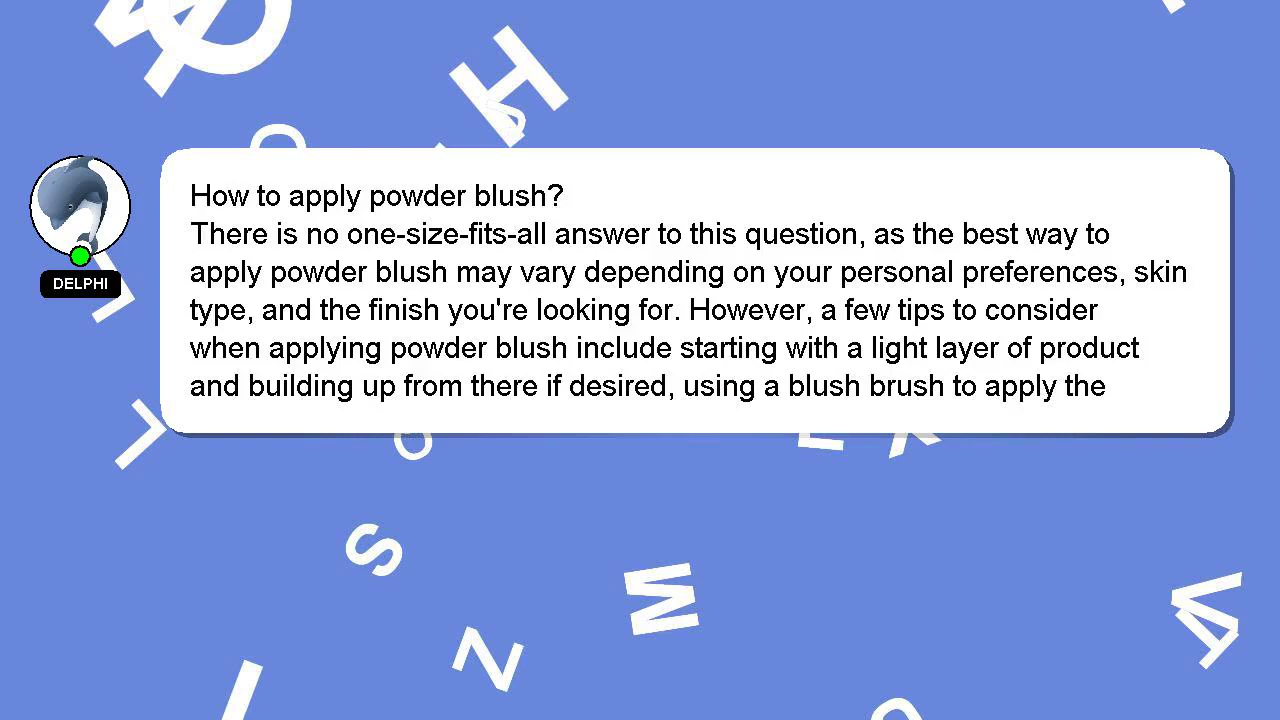 How to apply powder blush?
There is no one-size-fits-all answer to this question, as the best way to
apply powder blush may vary depending on your personal preferences, skin
type, and the finish you're looking for. However, a few tips to consider
when applying powder blush include starting with a light layer of product
and building up from there if desired, using a blush brush to apply the
DELPHI